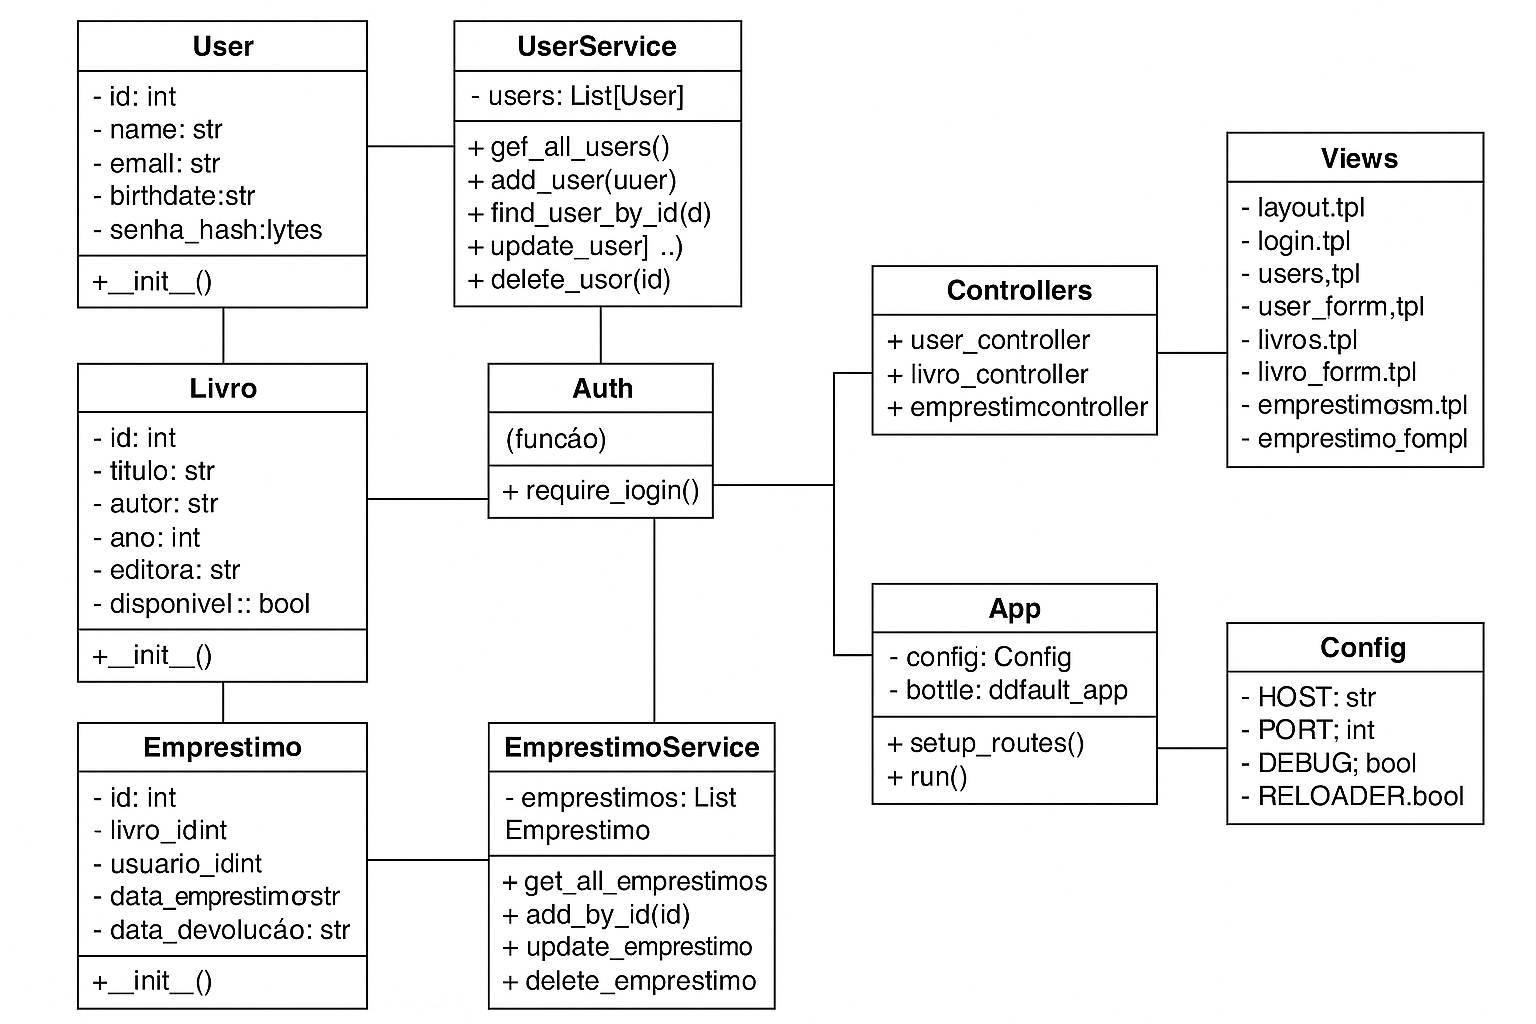 User
- id: int
- name: str
- emall: str
- birthdate:str
- senha_hash:lytes
+__init__()
UserService
- users: List[User]
+ gef_all_users()
+ add_user(uuer)
+ find_user_by_id(d)
+ update_user] ..)
+ delefe_usor(id)
Livro
- id: int
- titulo: str
- autor: str
- ano: int
- editora: str
- disponivel:: bool
+__init__()
Auth
(funcáo)
+ require_iogin()
Emprestimo
- id: int
- livro_idint
- usuario_idint
- data_emprestimo:str
- data_devolucáo: str
+__init__()
EmprestimoService
- emprestimos: List
Emprestimo
+ get_all_emprestimos
+ add_by_id(id)
+ update_emprestimo
+ delete_emprestimo
Controllers
+ user_controller
+ livro_controller
+ emprestimcontroller
Views
- layout.tpl
- login.tpl
- users,tpl
- user_forrm,tpl
- livros.tpl
- livro_forrm.tpl
- emprestimosm.tpl
- emprestimo_fompl
App
- config: Config
- bottle: ddfault_app
+ setup_routes()
+ run()
Config
- HOST: str
- PORT; int
- DEBUG; bool
- RELOADER.bool